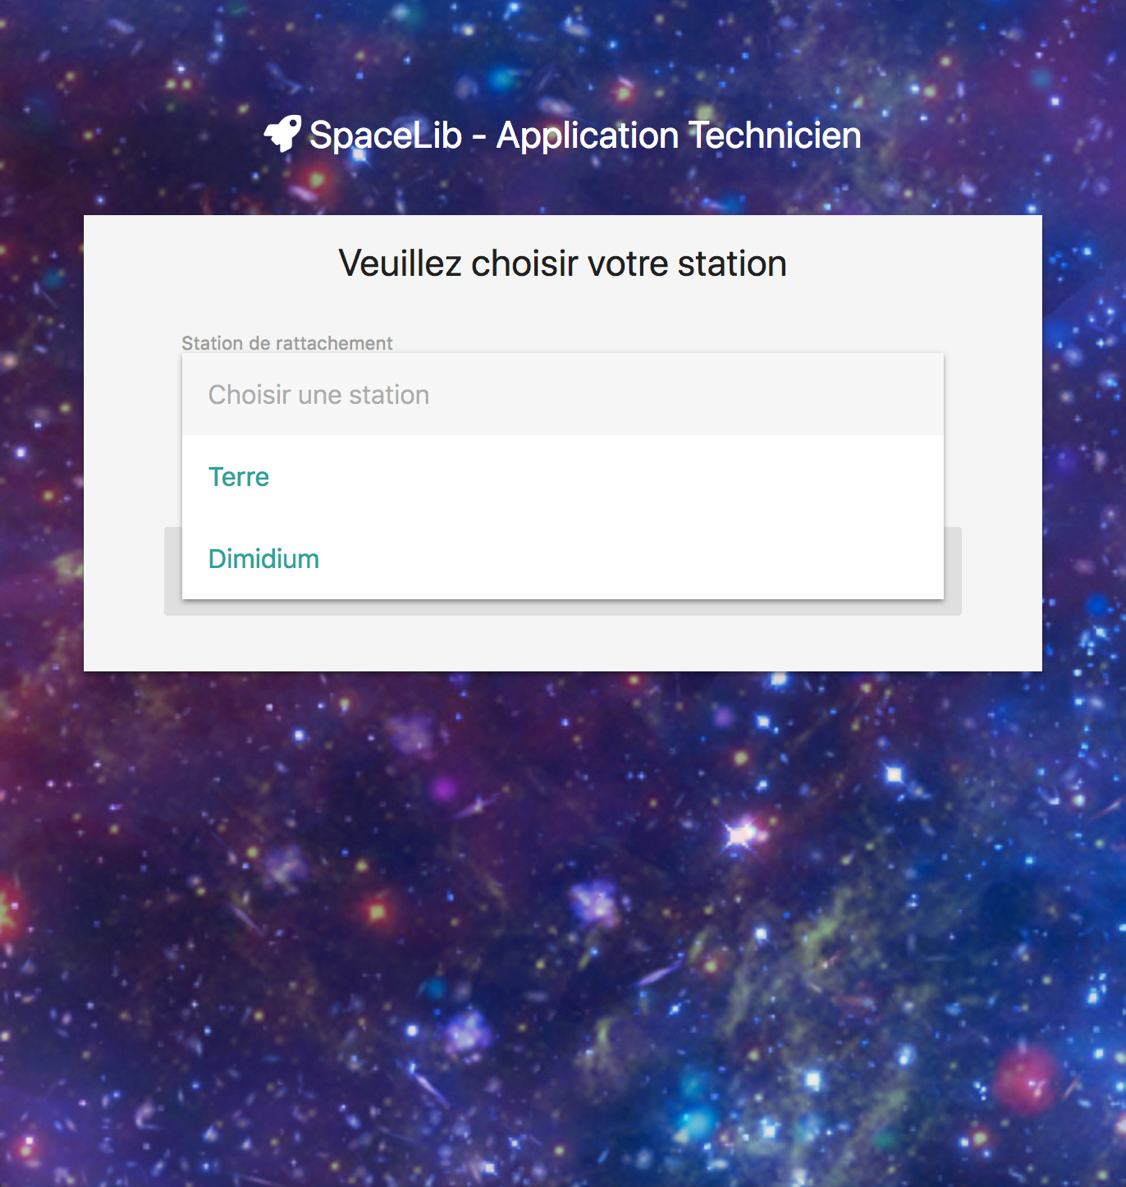 SpaceLib - Application Technicien
Veuillez choisir votre station
Station de rattachement
Choisir une station
Terre
Dimidium